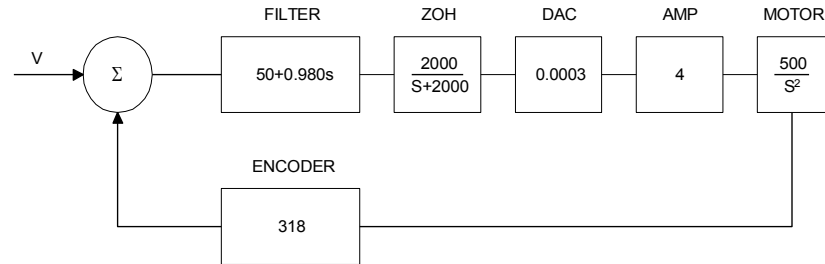 FILTER ZOH DAC AMP MOTOR
V
Σ
50+0.980s
2000
S+2000
0.0003
4
500
S²
ENCODER
318